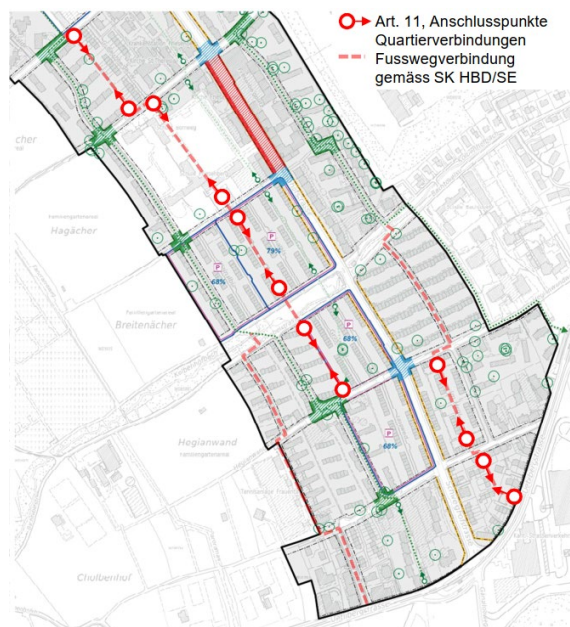 Art. 11, Anschlusspunkte
Quartierverbindungen
Fusswegverbindung
gemäss SK HBD/SE
Hagächer
P
79%
P
68%
Breitenächer
P
68%
Hegianwand
P
68%
Chulbenhof